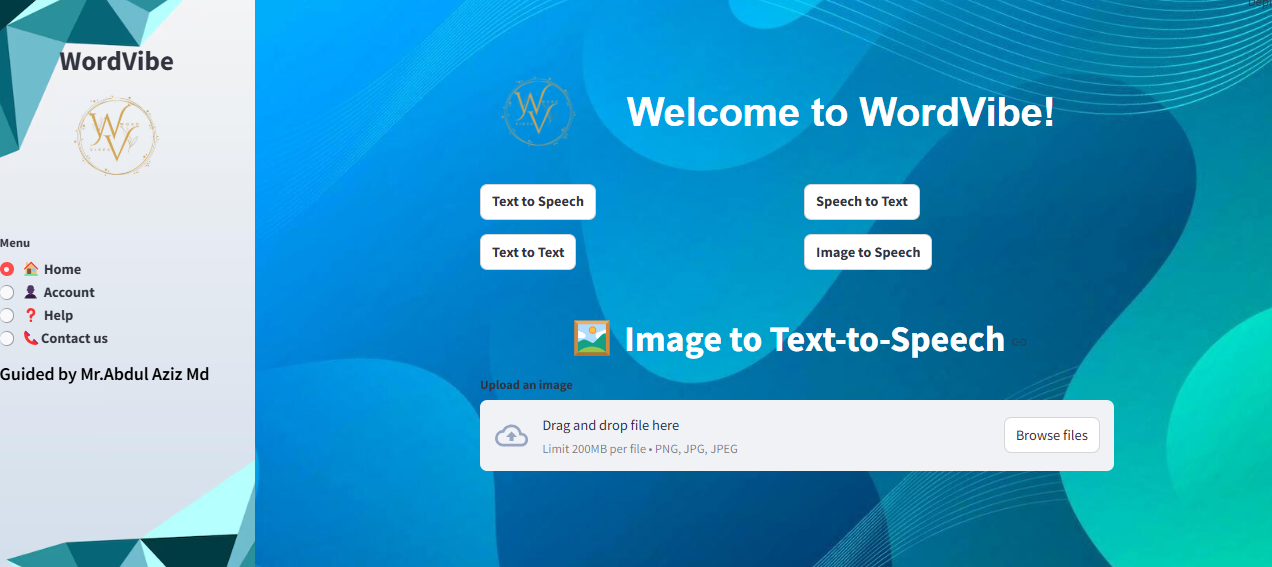 WordVibe
Menu
Home
Account
Help
Contact us
Guided by Mr.Abdul Aziz Md
Welcome to WordVibe!
Text to Speech
Speech to Text
Text to Text
Image to Speech
Image to Text-to-Speech
Upload an image
Drag and drop file here
Limit 200MB per file • PNG, JPG, JPEG
Browse files